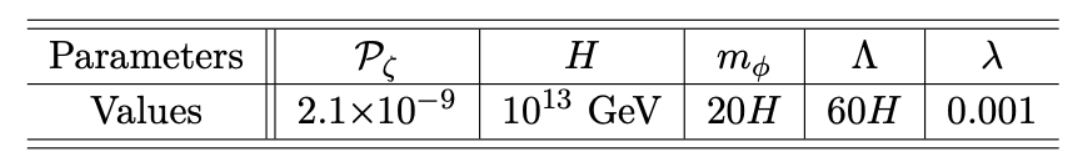 Parameters 𝒫_ζ H m_ϕ Λ λ
Values 2.1×10⁻⁹ 10¹³ GeV 20H 60H 0.001